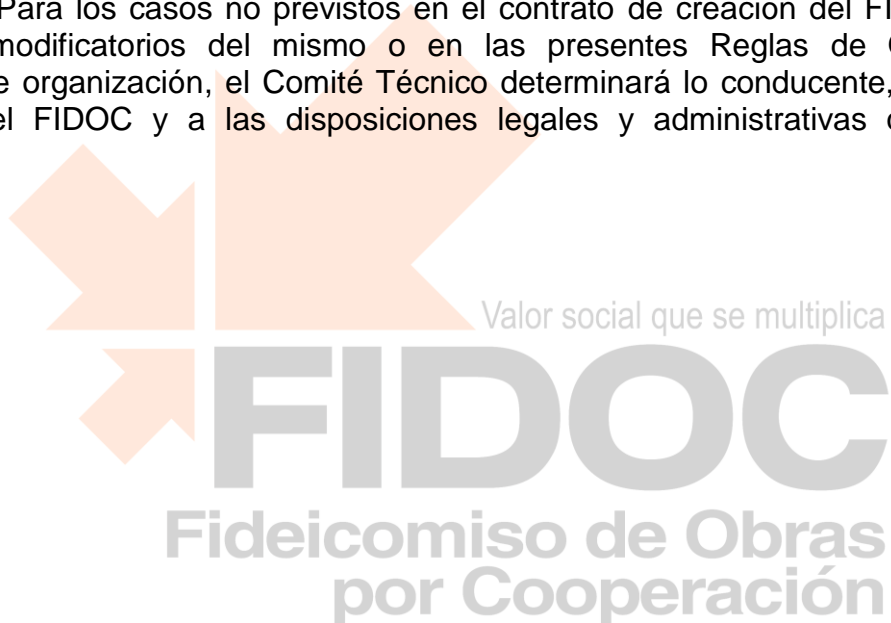 Para los casos no previstos en el contrato de creación del
modificatorios del mismo o en las presentes Reglas de
organización, el Comité Técnico determinará lo conducente,
el FIDOC y a las disposiciones legales y administrativas
Valor social que se multiplica
FIDOC
Fideicomiso de Obras
por Cooperación